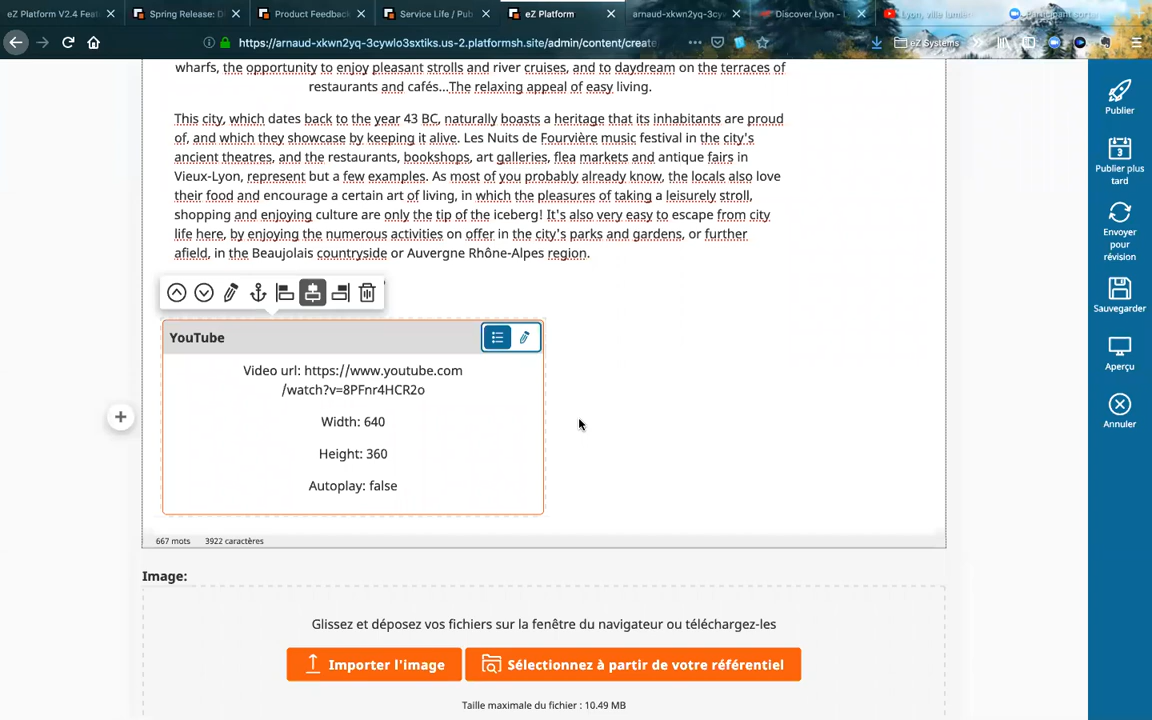 eZ Platform V2.4 Feat
Spring Release: D
Product Feedback
Service Life / Pub
eZ Platform
arnaud-xkwn2yq-3cyw
Discover Lyon -
Lyon, ville lumièr
Participant sortz
https://arnaud-xkwn2yq-3cywlo3sxtiks.us-2.platformsh.site/admin/content/create
eZ Systems
wharfs, the opportunity to enjoy pleasant strolls and river cruises, and to daydream on the terraces of
restaurants and cafés...The relaxing appeal of easy living.
This city, which dates back to the year 43 BC, naturally boasts a heritage that its inhabitants are proud
of, and which they showcase by keeping it alive. Les Nuits de Fourvière music festival in the city's
ancient theatres, and the restaurants, bookshops, art galleries, flea markets and antique fairs in
Vieux-Lyon, represent but a few examples. As most of you probably already know, the locals also love
their food and encourage a certain art of living, in which the pleasures of taking a leisurely stroll,
shopping and enjoying culture are only the tip of the iceberg! It's also very easy to escape from city
life here, by enjoying the numerous activities on offer in the city's parks and gardens, or further
afield, in the Beaujolais countryside or Auvergne Rhône-Alpes region.
YouTube
Video url: https://www.youtube.com
/watch?v=8PFnr4HCR2o
Width: 640
Height: 360
Autoplay: false
667 mots 3922 caractères
Image:
Glissez et déposez vos fichiers sur la fenêtre du navigateur ou téléchargez-les
Importer l'image
Sélectionnez à partir de votre référentiel
Taille maximale du fichier : 10.49 MB
Publier
3
Publier plus
tard
Envoyer
pour
révision
Sauvegarder
Aperçu
Annuler